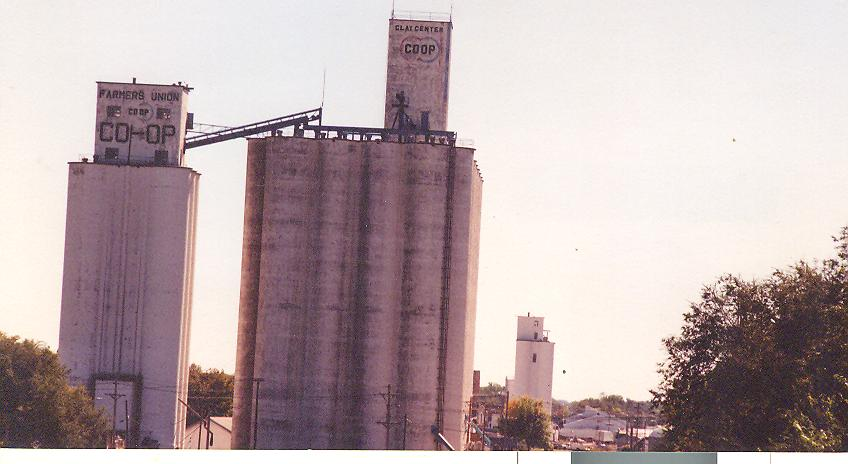 FARMERS UNION
COOP
CO-OP
CLAY CENTER
COOP